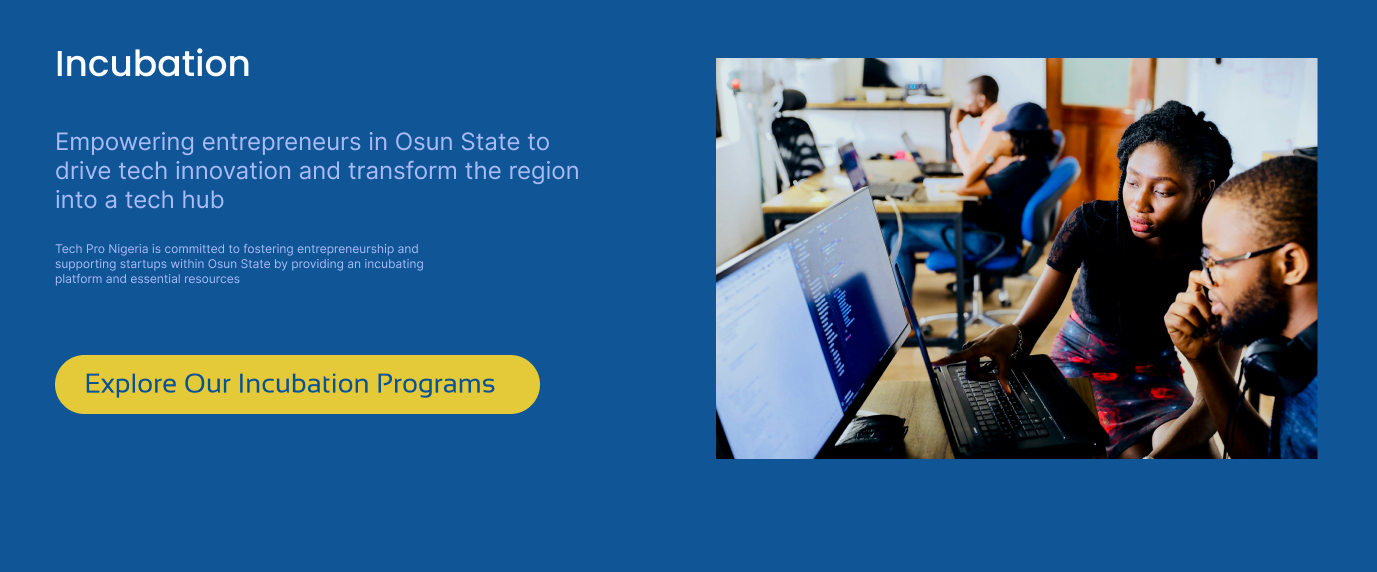 Incubation
Empowering entrepreneurs in Osun State to
drive tech innovation and transform the region
into a tech hub
Tech Pro Nigeria is committed to fostering entrepreneurship and
supporting startups within Osun State by providing an incubating
platform and essential resources
Explore Our Incubation Programs